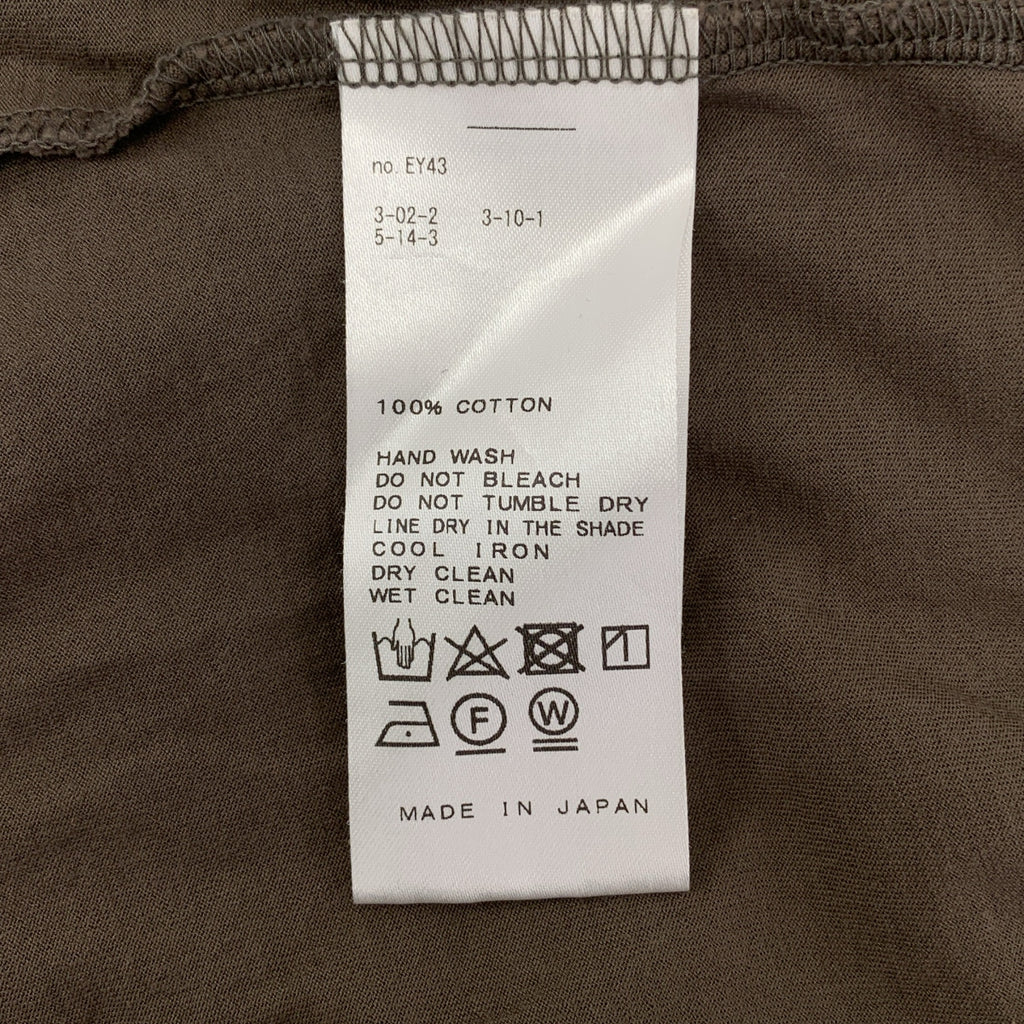 no. EY43
3-02-2 3-10-1
5-14-3
100% COTTON
HAND WASH
DO NOT BLEACH
DO NOT TUMBLE DRY
LINE DRY IN THE SHADE
COOL IRON
DRY CLEAN
WET CLEAN
F W
MADE IN JAPAN